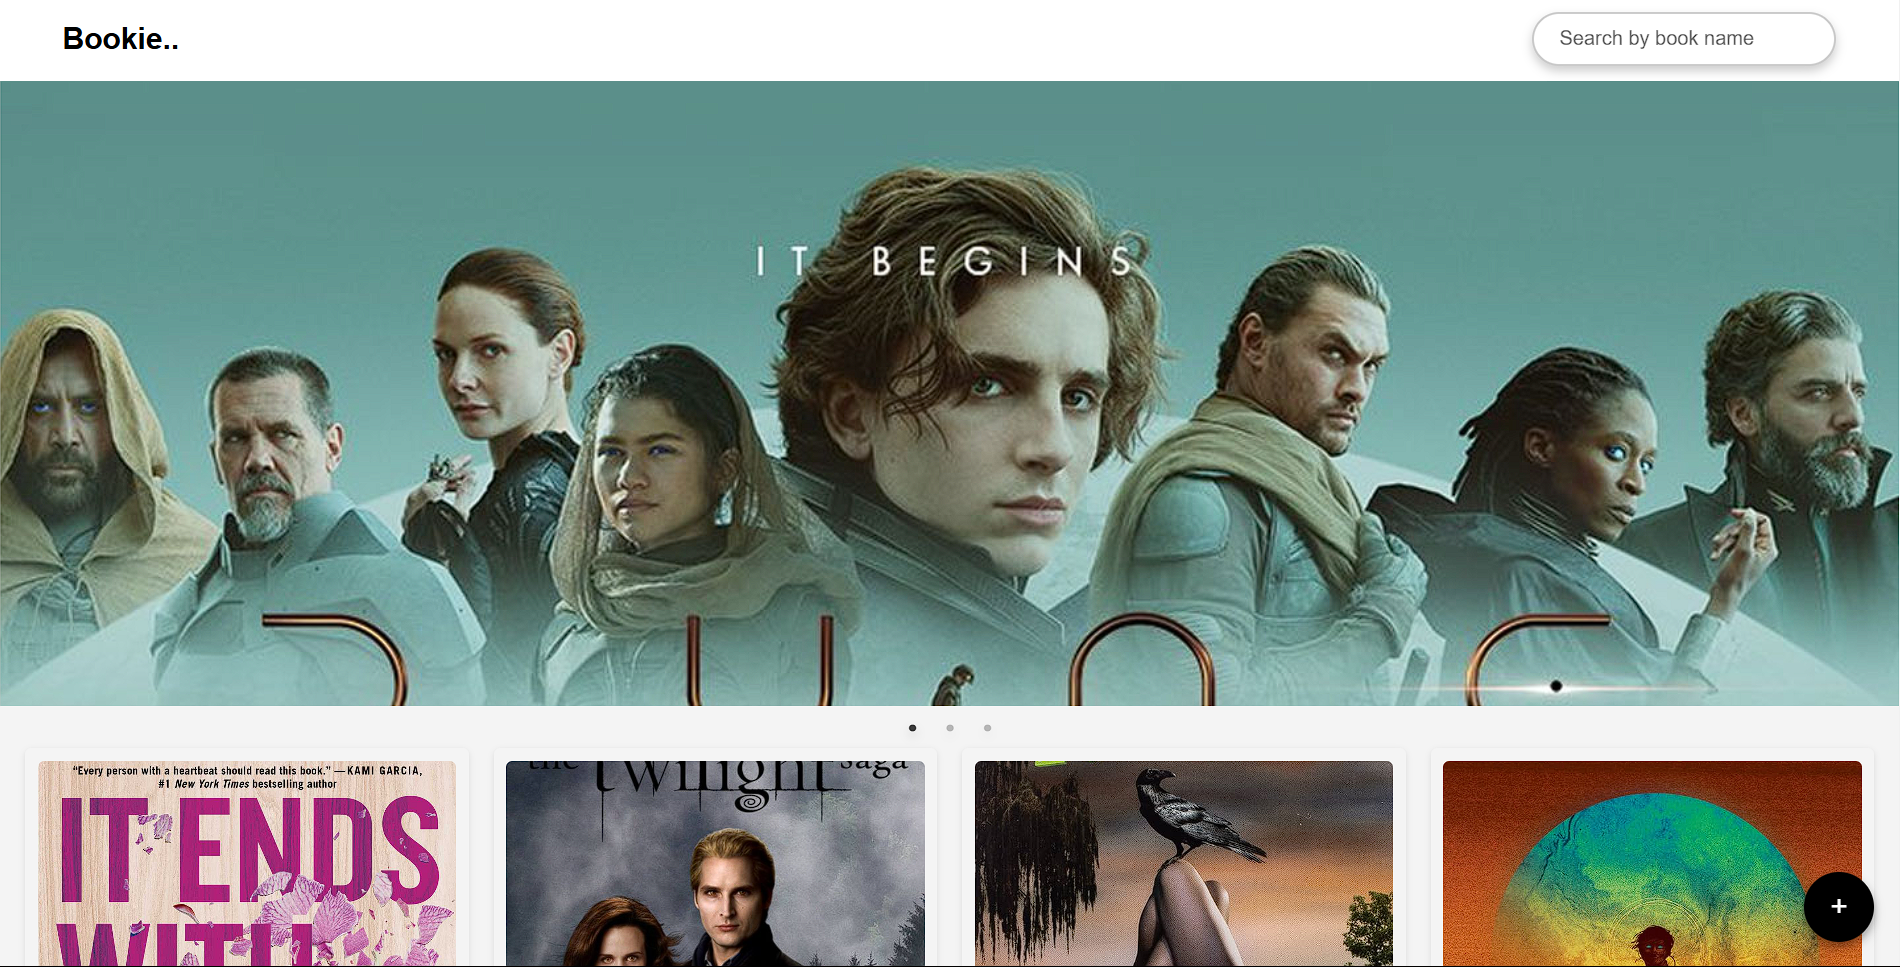 Bookie..
Search by book name
IT BEGINS
“Every person with a heartbeat should read this book.” —KAMI GARCIA,
#1 New York Times bestselling author
IT ENDS
WITH
the twilight saga
+